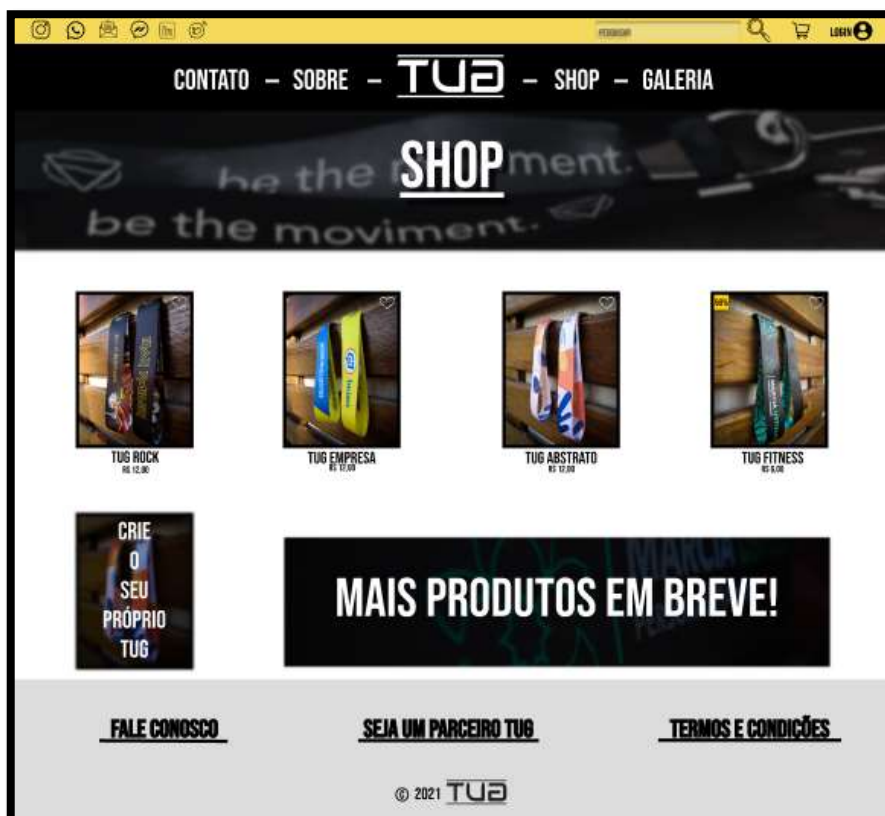 PESQUISAR
LOGIN
CONTATO – SOBRE – TUG – SHOP – GALERIA
be the moviment.
SHOP
be the moviment.
50%
TUG ROCK
R$ 12,00
TUG EMPRESA
R$ 12,00
TUG ABSTRATO
R$ 12,00
TUG FITNESS
R$ 6,00
CRIE
O
SEU
PRÓPRIO
TUG
MAIS PRODUTOS EM BREVE!
FALE CONOSCO
SEJA UM PARCEIRO TUG
TERMOS E CONDIÇÕES
© 2021 TUG